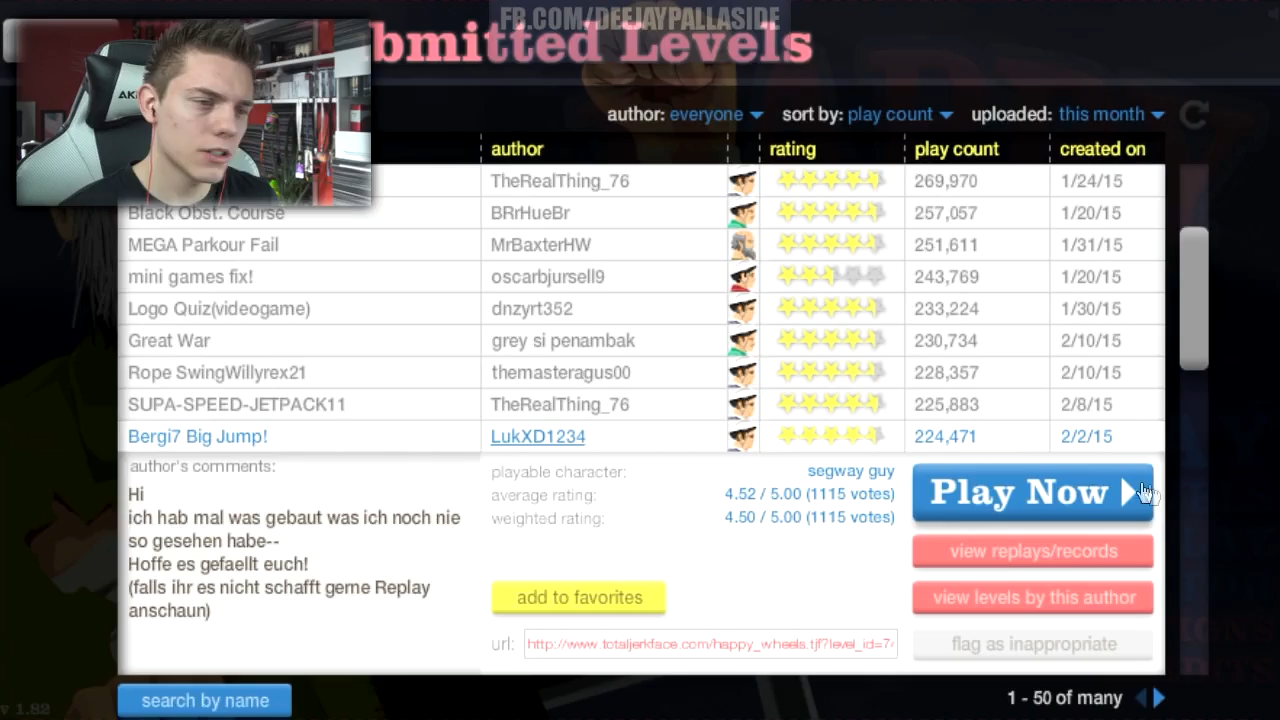 FB.COM/DEEJAYPALLASIDE
bmitted Levels
author: everyone sort by: play count uploaded: this month
author rating play count created on
TheRealThing_76 269,970 1/24/15
Black Obst. Course BRrHueBr 257,057 1/20/15
MEGA Parkour Fail MrBaxterHW 251,611 1/31/15
mini games fix! oscarbjursell9 243,769 1/20/15
Logo Quiz(videogame) dnzyrt352 233,224 1/30/15
Great War grey si penambak 230,734 2/10/15
Rope SwingWillyrex21 themasteragus00 228,357 2/10/15
SUPA-SPEED-JETPACK11 TheRealThing_76 225,883 2/8/15
Bergi7 Big Jump! LukXD1234 224,471 2/2/15
author's comments:
Hi
ich hab mal was gebaut was ich noch nie
so gesehen habe--
Hoffe es gefaellt euch!
(falls ihr es nicht schafft gerne Replay
anschaun)
playable character: segway guy
average rating: 4.52 / 5.00 (1115 votes)
weighted rating: 4.50 / 5.00 (1115 votes)
add to favorites
url: http://www.totaljerkface.com/happy_wheels.tjf?level_id=7
Play Now
view replays/records
view levels by this author
flag as inappropriate
search by name
1 - 50 of many
v 1.82